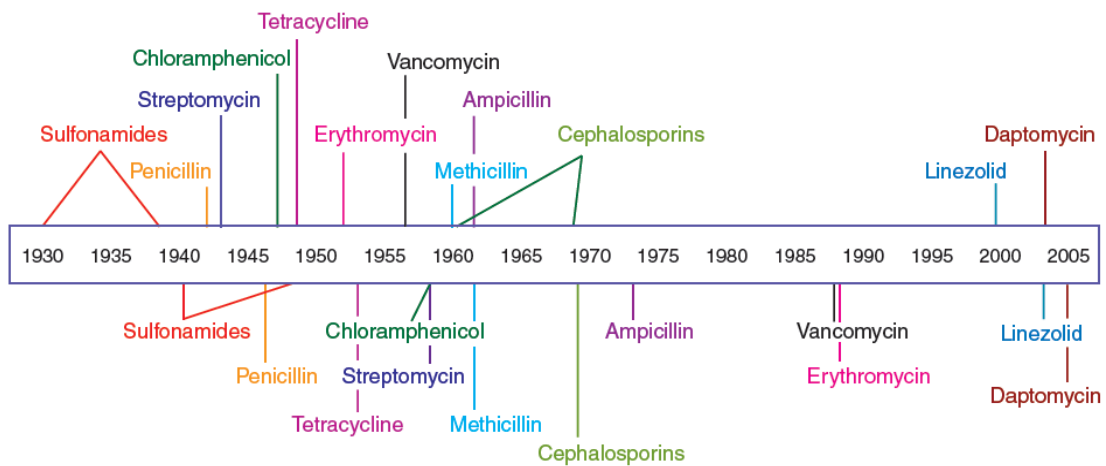 Tetracycline
Chloramphenicol
Vancomycin
Streptomycin
Ampicillin
Sulfonamides
Erythromycin
Cephalosporins
Daptomycin
Penicillin
Methicillin
Linezolid
1930 1935 1940 1945 1950 1955 1960 1965 1970 1975 1980 1985 1990 1995 2000 2005
Sulfonamides
Chloramphenicol
Ampicillin
Vancomycin
Linezolid
Penicillin
Streptomycin
Erythromycin
Daptomycin
Tetracycline
Methicillin
Cephalosporins